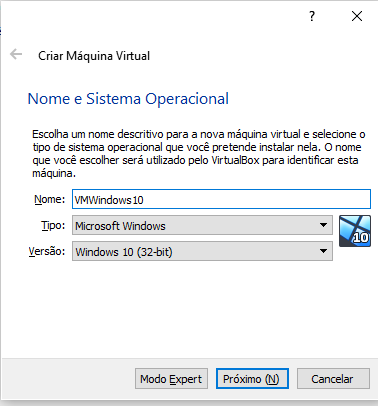 ?
Criar Máquina Virtual
Nome e Sistema Operacional
Escolha um nome descritivo para a nova máquina virtual e selecione o
tipo de sistema operacional que você pretende instalar nela. O nome
que você escolher será utilizado pelo VirtualBox para identificar esta
máquina.
Nome: VMWindows10
Tipo: Microsoft Windows
10
Versão: Windows 10 (32-bit)
Modo Expert Próximo (N) Cancelar